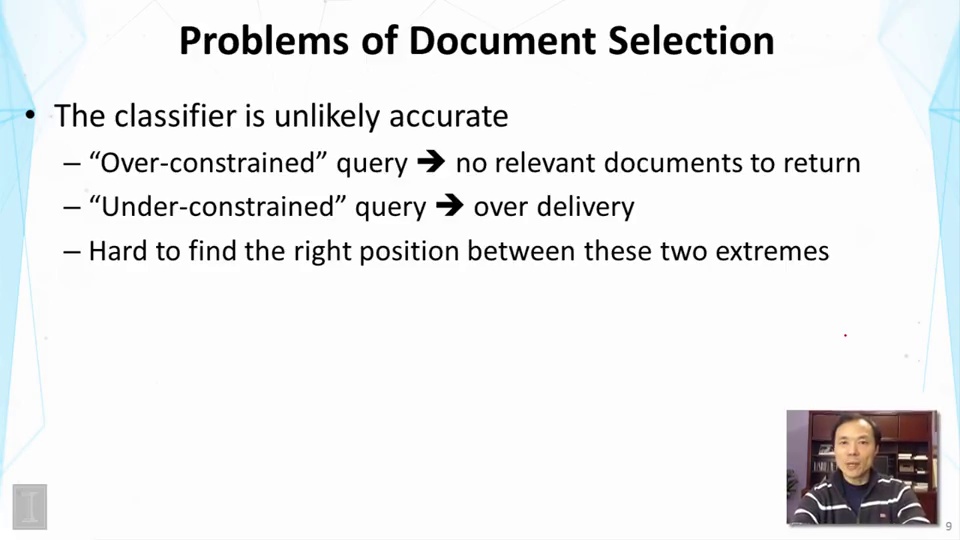 Problems of Document Selection
• The classifier is unlikely accurate
– “Over-constrained” query ➔ no relevant documents to return
– “Under-constrained” query ➔ over delivery
– Hard to find the right position between these two extremes
I
9